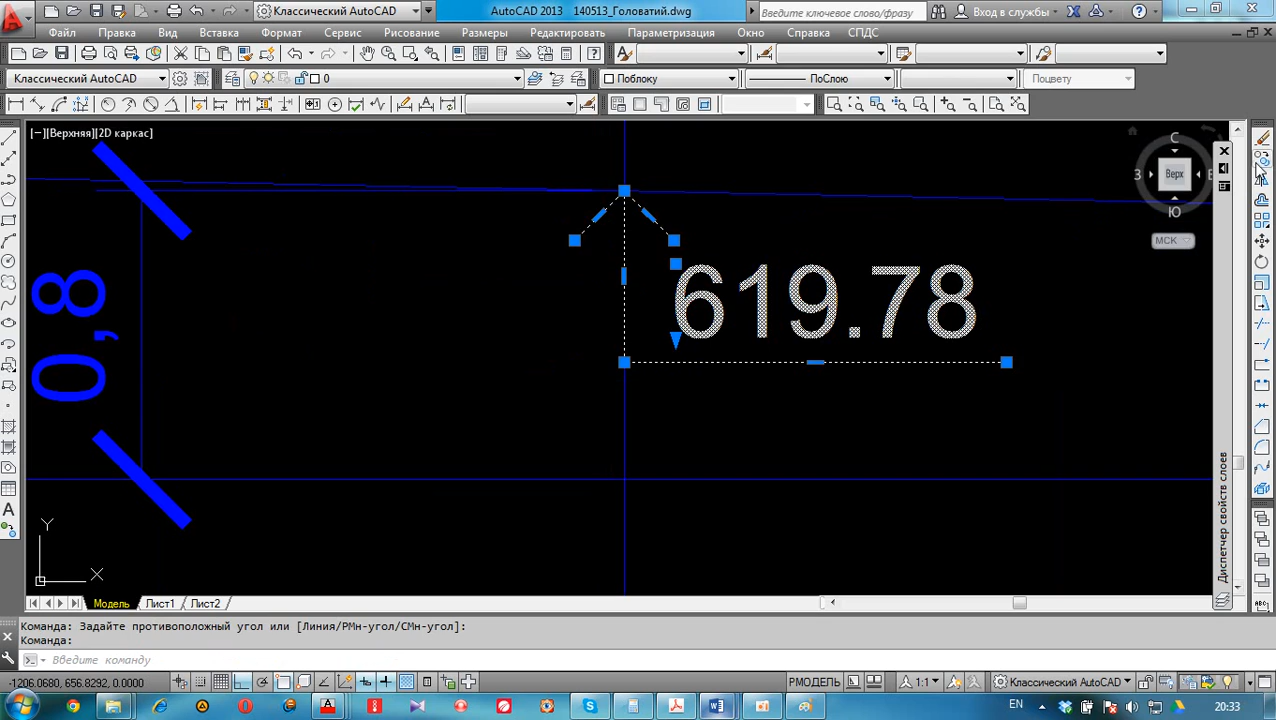 Классический AutoCAD
AutoCAD 2013 140513_Головатий.dwg
Введите ключевое слово/фразу
Вход в службы
Файл Правка Вид Вставка Формат Сервис Рисование Размеры Редактировать Параметризация Окно Справка СПДС
Классический AutoCAD
0
Поблоку
ПоСлою
Поцвету
[−][Верхняя][2D каркас]
С
З
Верх
В
Ю
МСК
0,8
619.78
Диспетчер свойств слоев
Y
X
Модель Лист1 Лист2
Команда: Задайте противоположный угол или [Линия/РМн-угол/СМн-угол]:
Команда:
Введите команду
-1206.0680, 656.8292, 0.0000
РМОДЕЛЬ
1:1
Классический AutoCAD
EN
20:33